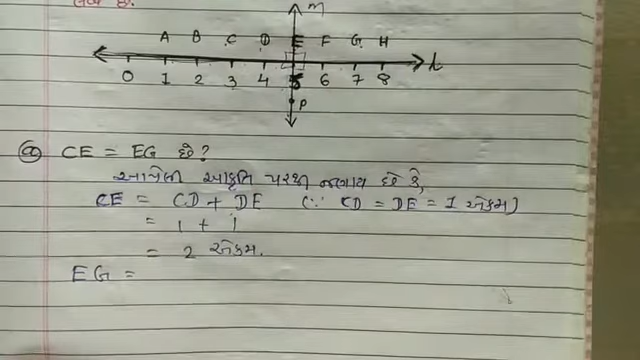 m
A B C D E F G H
l
0 1 2 3 4 5 6 7 8
P
(a) CE = EG છે?
આપેલી આકૃતિ પરથી જણાય છે કે,
CE = CD + DE (∵ CD = DE = 1 એકમ)
= 1 + 1
= 2 એકમ.
EG =